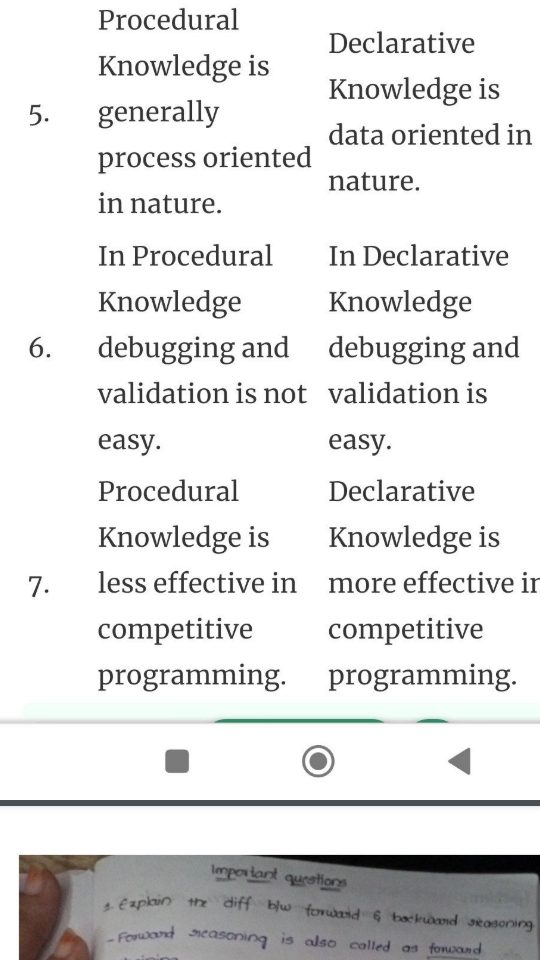 Procedural
Knowledge is
5. generally
process oriented
in nature.
Declarative
Knowledge is
data oriented in
nature.
In Procedural
Knowledge
6. debugging and
validation is not
easy.
In Declarative
Knowledge
debugging and
validation is
easy.
Procedural
Knowledge is
7. less effective in
competitive
programming.
Declarative
Knowledge is
more effective in
competitive
programming.
Important questions
1. Explain the diff b/w forward & backward reasoning
- Forward reasoning is also called as forward